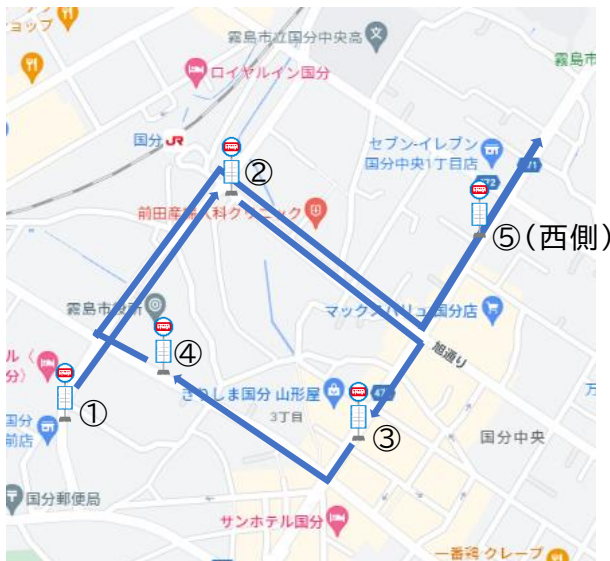 ョップ
霧島市立国分中央高
ロイヤルイン国分
霧島市
国分 JR
②
セブン-イレブン
国分中央1丁目店
471
472
前田産婦人科クリニック
⑤(西側)
霧島市役所
マックスバリュ国分店
旭通り
④
ル(
分)
きりしま国分 山形屋
3丁目
47
万
①
国分
前店
③
国分中央
国分郵便局
サンホテル国分
一番鶏 クレープ